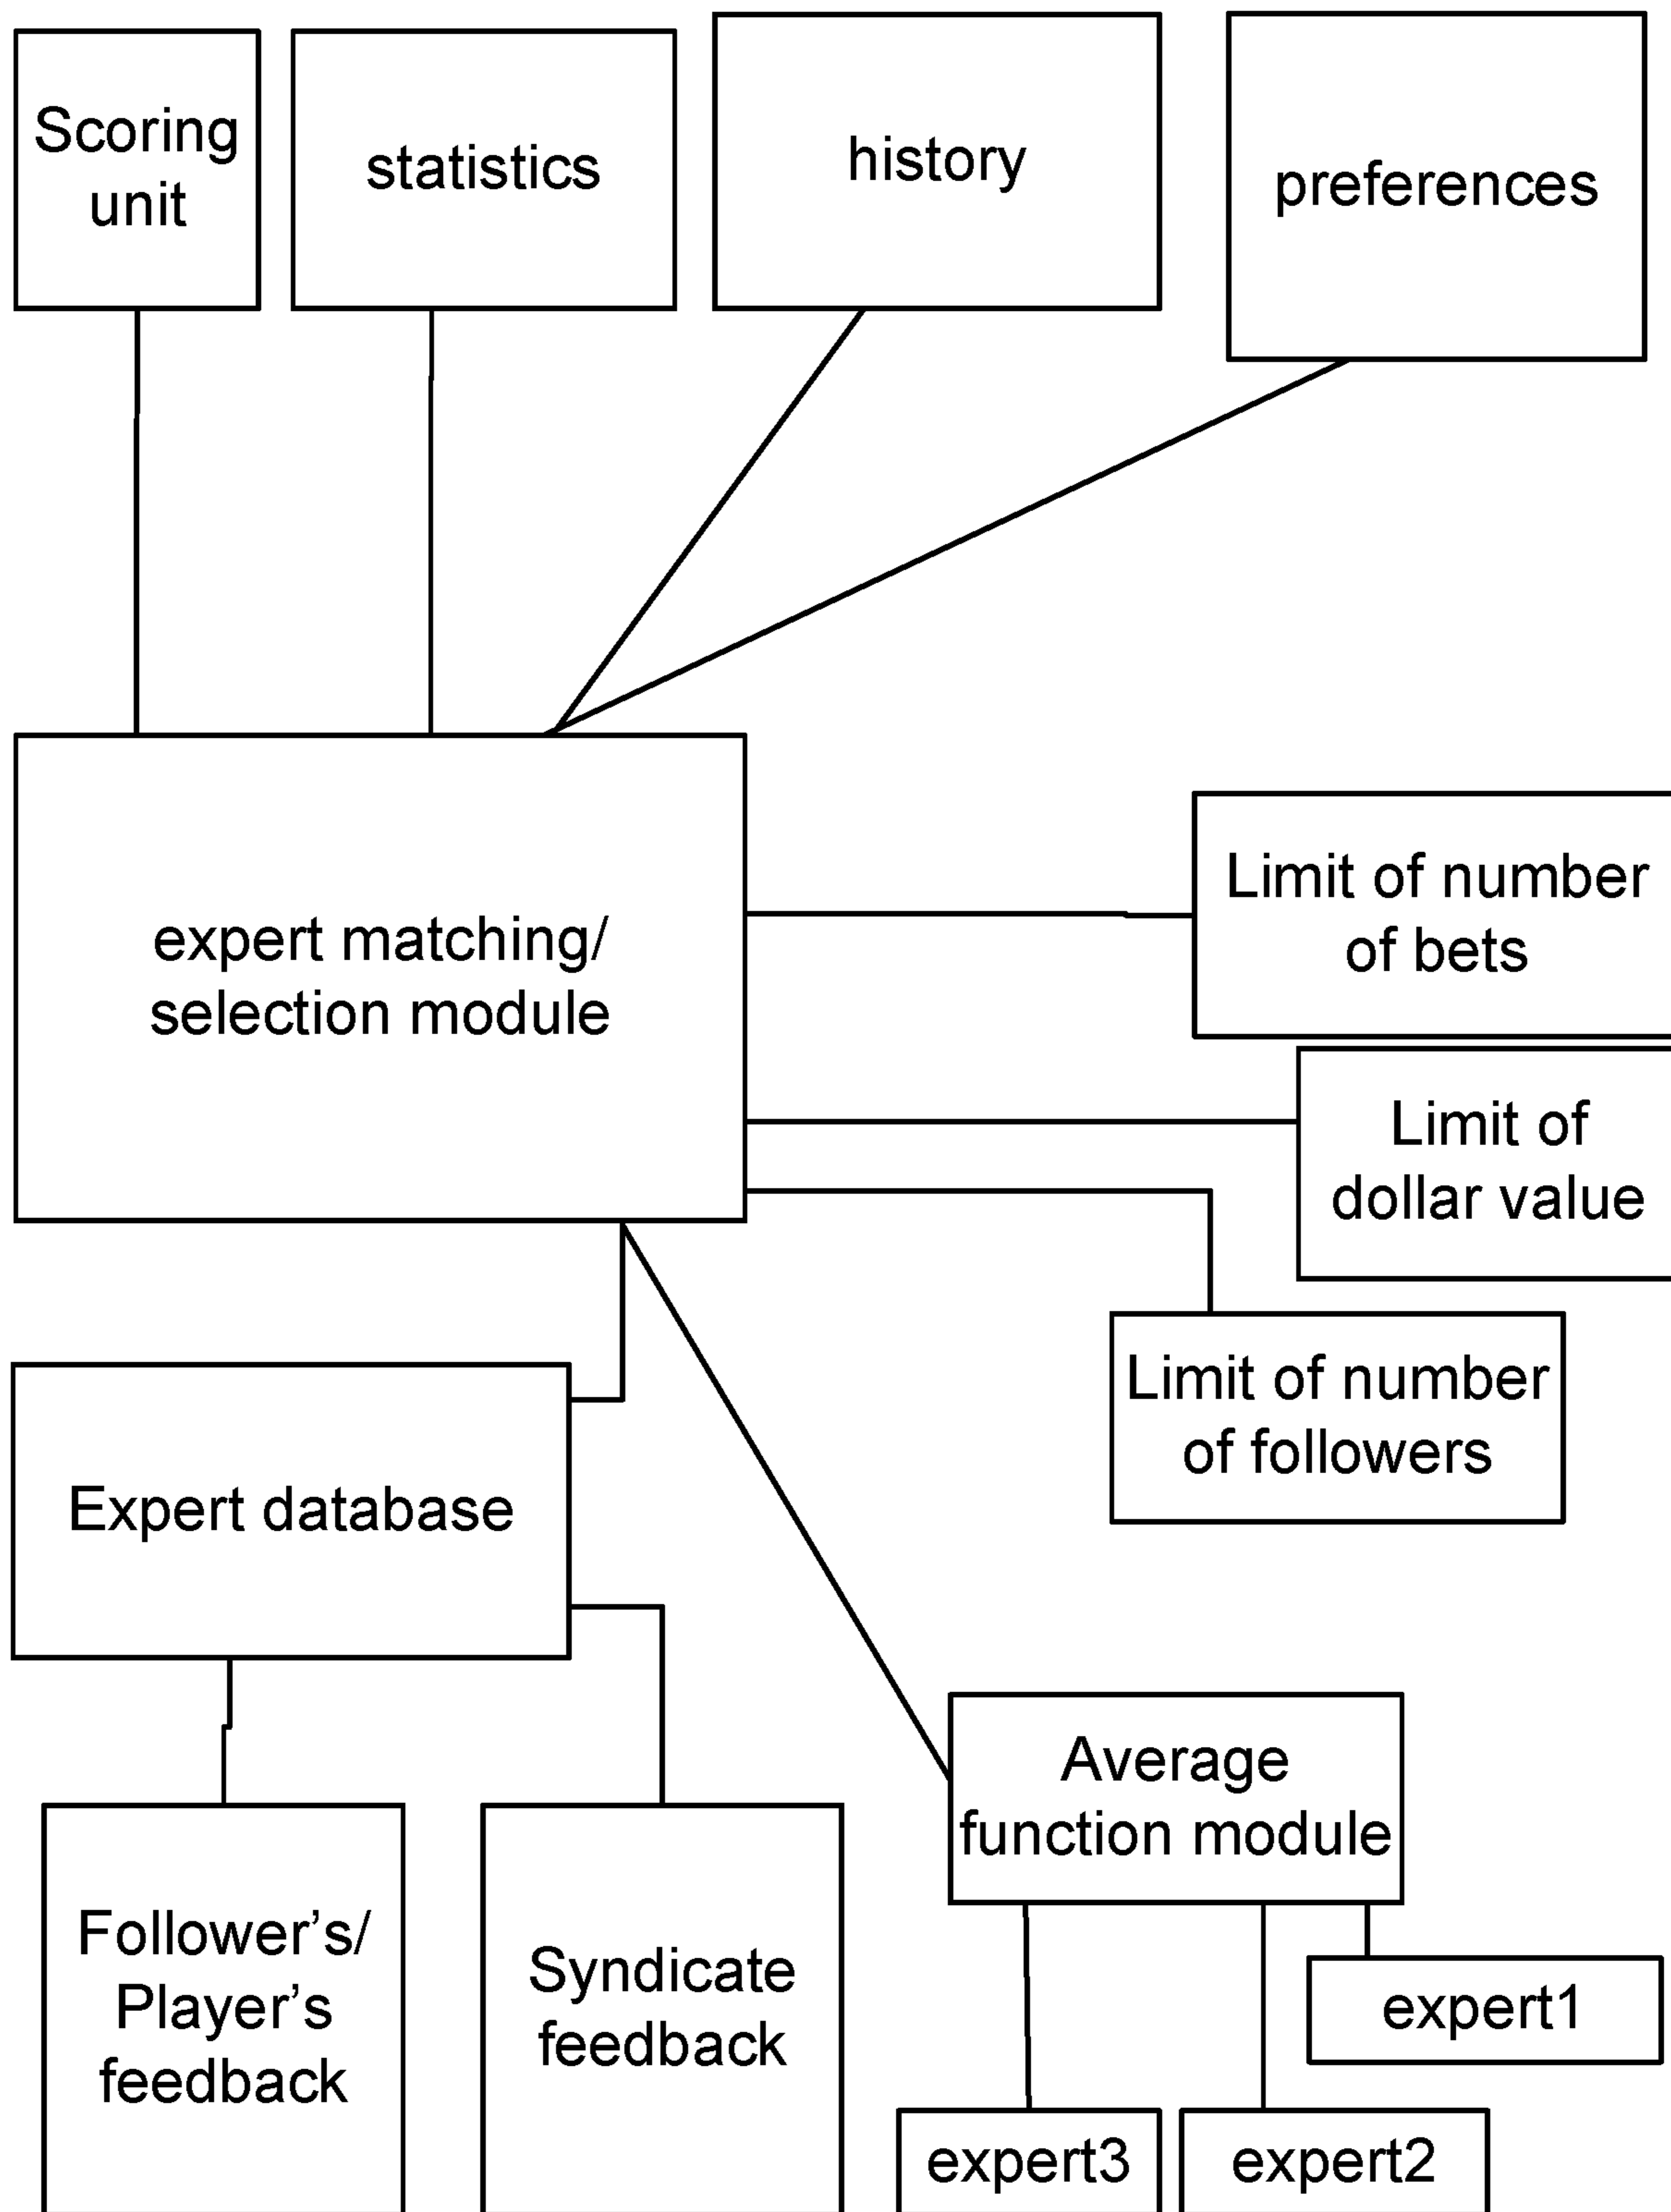 Scoring
unit
statistics
history
preferences
expert matching/
selection module
Limit of number
of bets
Limit of
dollar value
Limit of number
of followers
Expert database
Average
function module
Follower’s/
Player’s
feedback
Syndicate
feedback
expert1
expert3
expert2